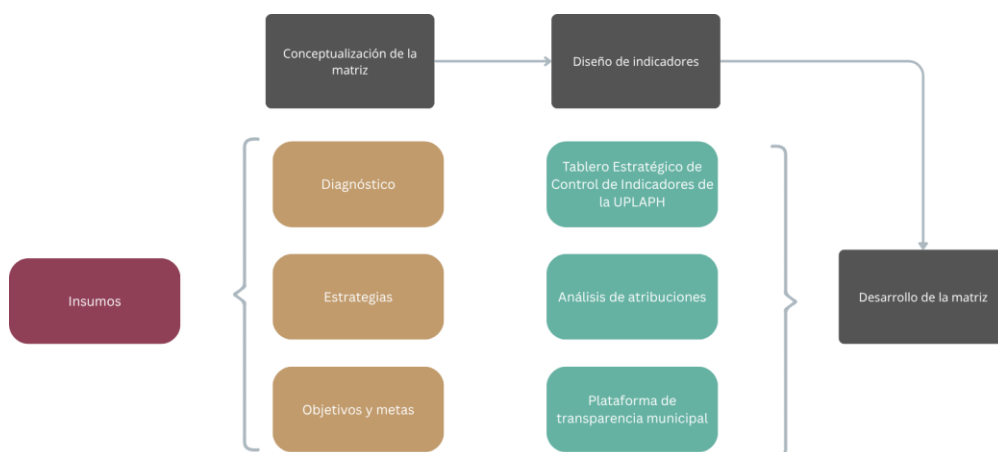 Conceptualización de la
matriz
Diseño de indicadores
Diagnóstico
Tablero Estratégico de
Control de Indicadores de
la UPLAPH
Insumos
Estrategias
Análisis de atribuciones
Desarrollo de la matriz
Objetivos y metas
Plataforma de
transparencia municipal